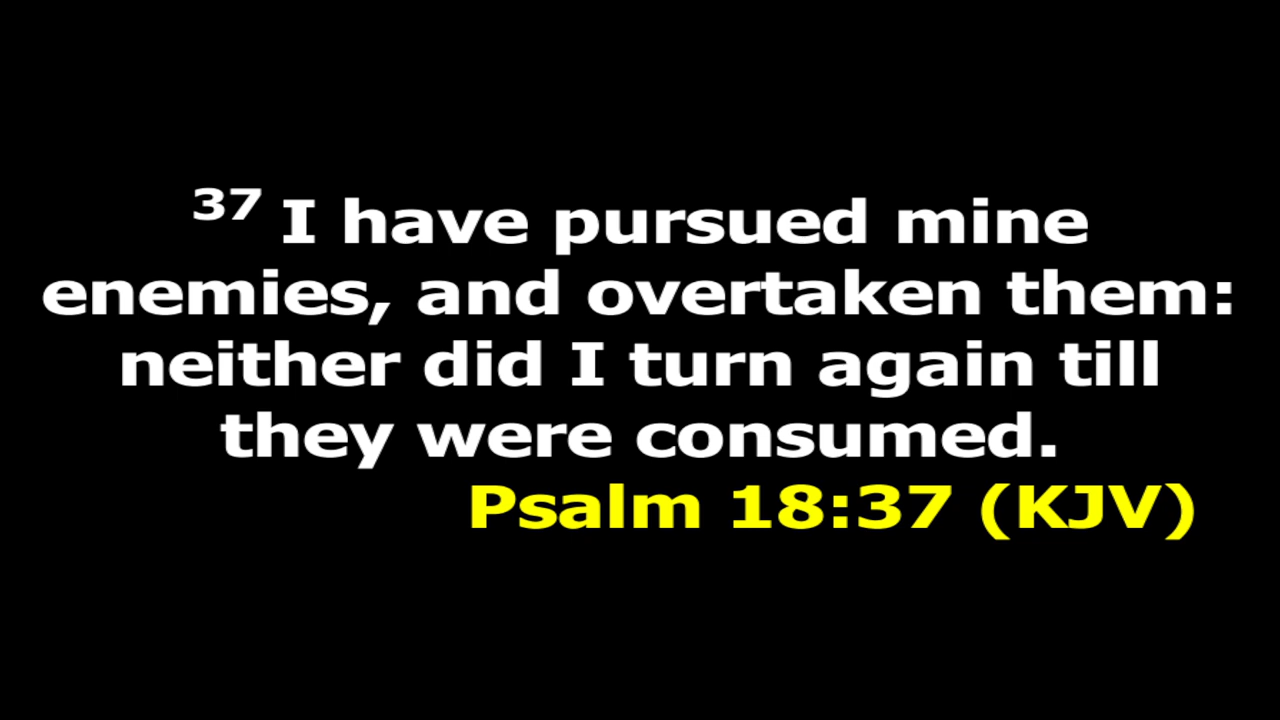 37 I have pursued mine
enemies, and overtaken them:
neither did I turn again till
they were consumed.
Psalm 18:37 (KJV)